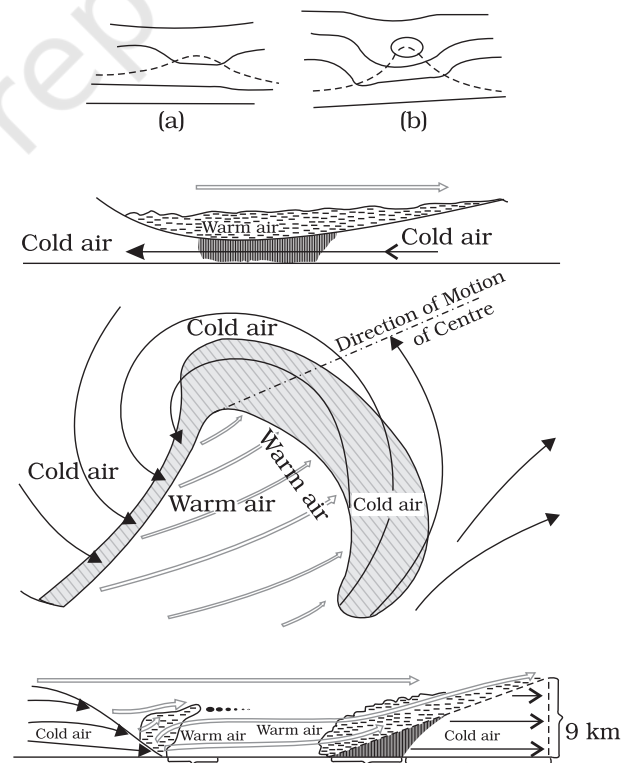 rep
(a)
(b)
Warm air
Cold air
Cold air
Cold air
Direction of Motion
of Centre
Cold air
Warm air
Warm air
Cold air
Cold air
Warm air
Warm air
Cold air
9 km